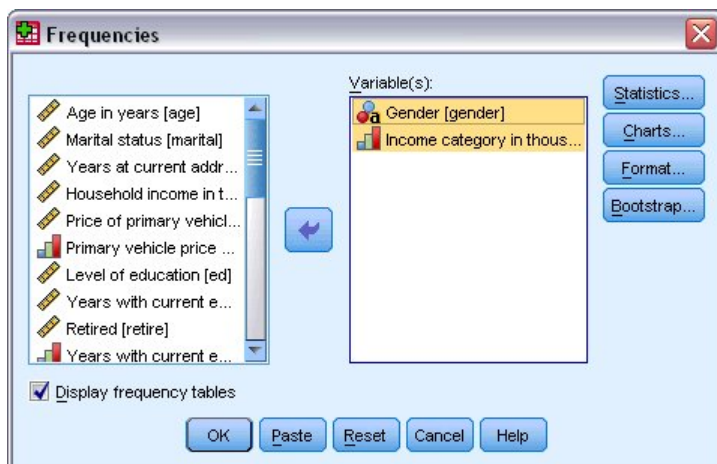 Frequencies
Age in years [age]
Marital status [marital]
Years at current addr...
Household income in t...
Price of primary vehicl...
Primary vehicle price ...
Level of education [ed]
Years with current e...
Retired [retire]
Years with current e...
Variable(s):
Gender [gender]
Income category in thous...
Statistics...
Charts...
Format...
Bootstrap...
Display frequency tables
OK
Paste
Reset
Cancel
Help